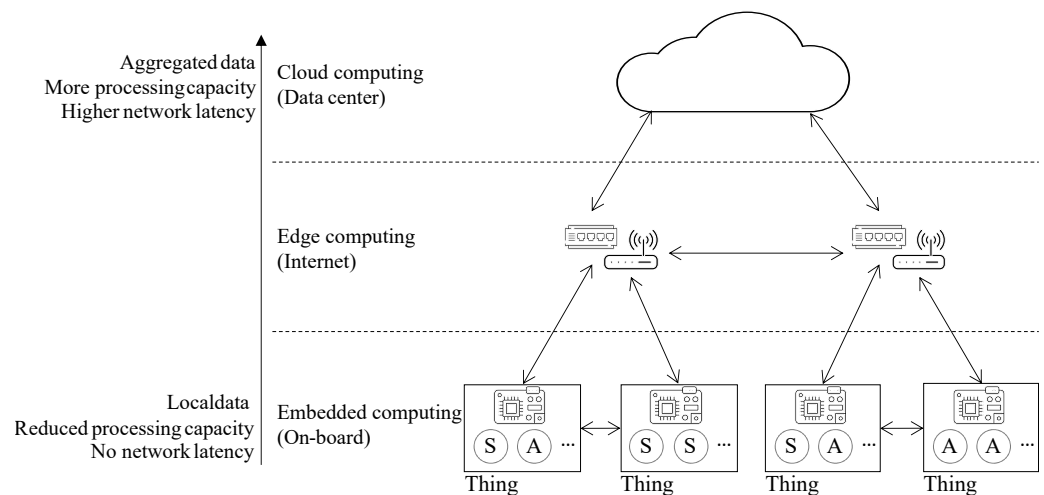 Aggregated data
More processing capacity
Higher network latency
Cloud computing
(Data center)
Edge computing
(Internet)
Localdata
Reduced processing capacity
No network latency
Embedded computing
(On-board)
S A ...
S S ...
S A ...
A A ...
Thing
Thing
Thing
Thing